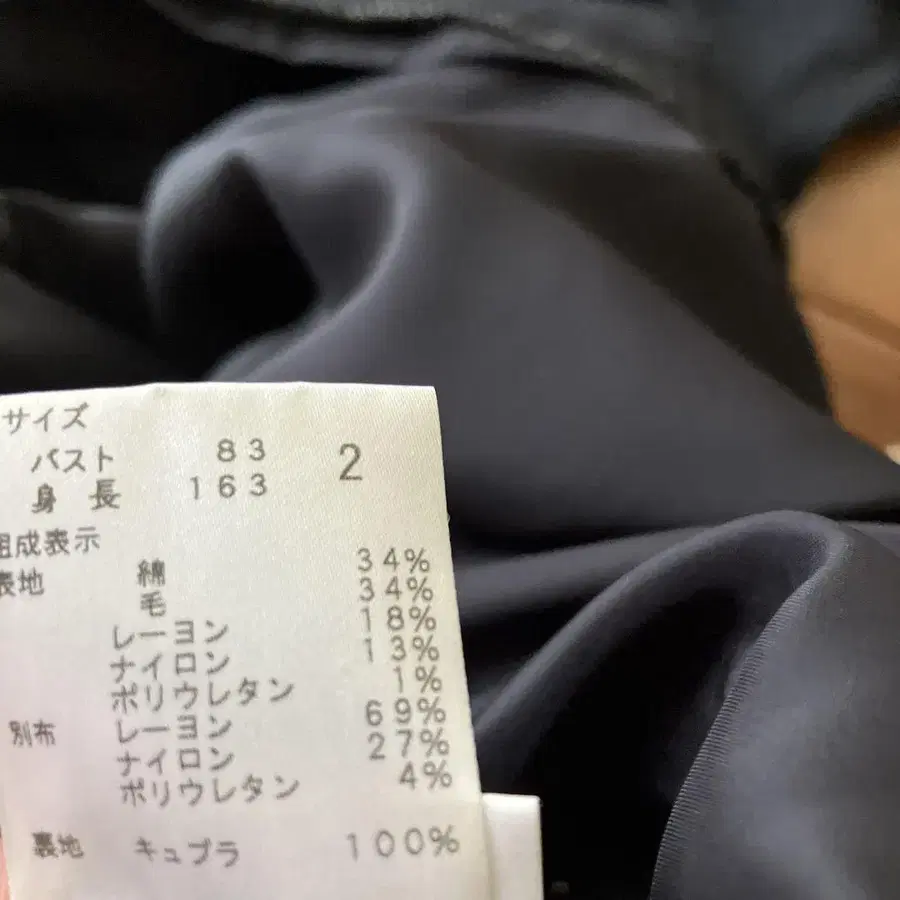 サイズ
バスト 83 2
身長 163
組成表示
表地 綿 34%
毛 34%
レーヨン 18%
ナイロン 13%
ポリウレタン 1%
別布 レーヨン 69%
ナイロン 27%
ポリウレタン 4%
裏地 キュプラ 100%